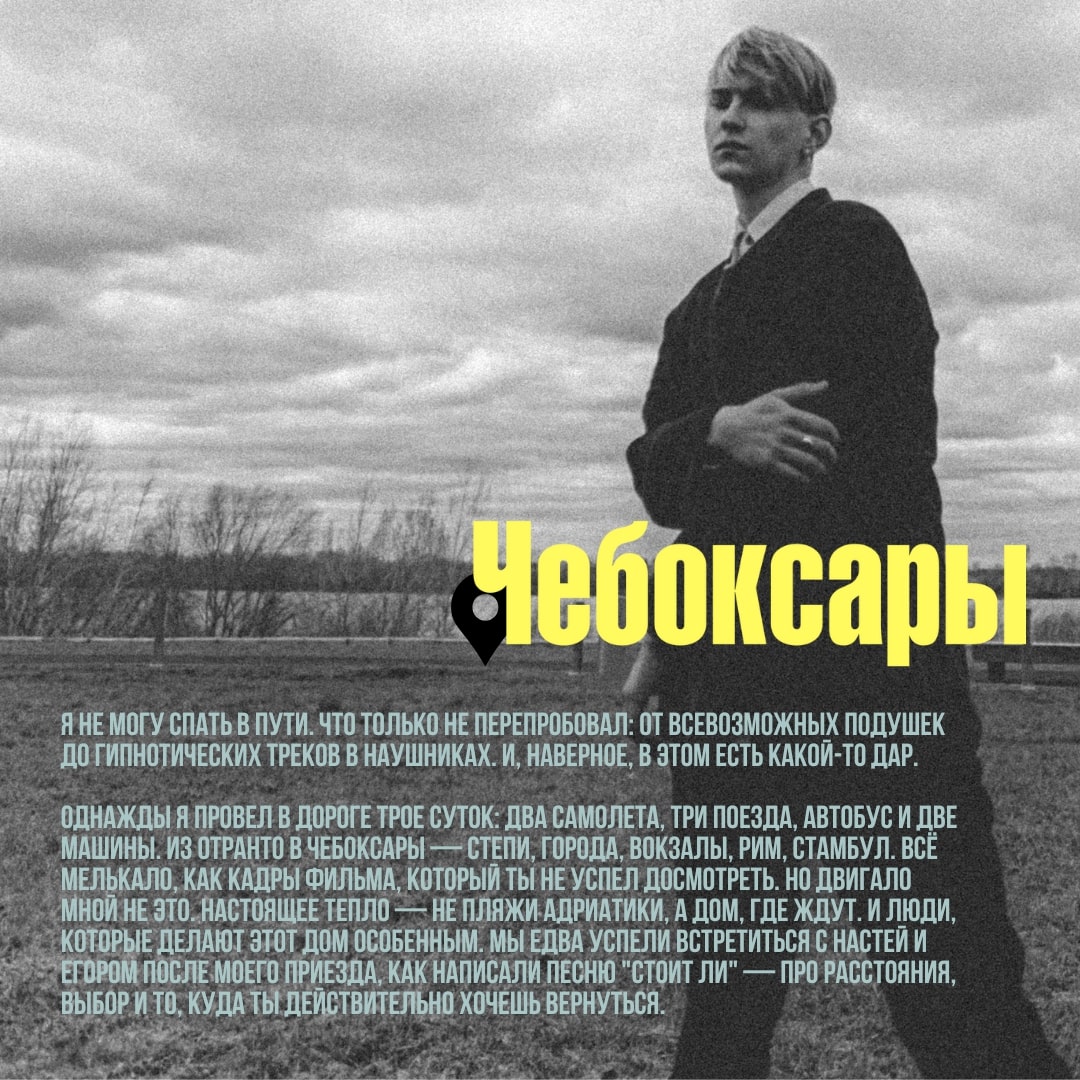 Чебоксары
Я НЕ МОГУ СПАТЬ В ПУТИ. ЧТО ТОЛЬКО НЕ ПЕРЕПРОБОВАЛ: ОТ ВСЕВОЗМОЖНЫХ ПОДУШЕК
ДО ГИПНОТИЧЕСКИХ ТРЕКОВ В НАУШНИКАХ. И, НАВЕРНОЕ, В ЭТОМ ЕСТЬ КАКОЙ-ТО ДАР.
ОДНАЖДЫ Я ПРОВЕЛ В ДОРОГЕ ТРОЕ СУТОК: ДВА САМОЛЕТА, ТРИ ПОЕЗДА, АВТОБУС И ДВЕ
МАШИНЫ. ИЗ ОТРАНТО В ЧЕБОКСАРЫ — СТЕПИ, ГОРОДА, ВОКЗАЛЫ, РИМ, СТАМБУЛ. ВСЁ
МЕЛЬКАЛО, КАК КАДРЫ ФИЛЬМА, КОТОРЫЙ ТЫ НЕ УСПЕЛ ДОСМОТРЕТЬ. НО ДВИГАЛО
МНОЙ НЕ ЭТО. НАСТОЯЩЕЕ ТЕПЛО — НЕ ПЛЯЖИ АДРИАТИКИ, А ДОМ, ГДЕ ЖДУТ. И ЛЮДИ,
КОТОРЫЕ ДЕЛАЮТ ЭТОТ ДОМ ОСОБЕННЫМ. МЫ ЕДВА УСПЕЛИ ВСТРЕТИТЬСЯ С НАСТЕЙ И
ЕГОРОМ ПОСЛЕ МОЕГО ПРИЕЗДА, КАК НАПИСАЛИ ПЕСНЮ "СТОИТ ЛИ" — ПРО РАССТОЯНИЯ,
ВЫБОР И ТО, КУДА ТЫ ДЕЙСТВИТЕЛЬНО ХОЧЕШЬ ВЕРНУТЬСЯ.